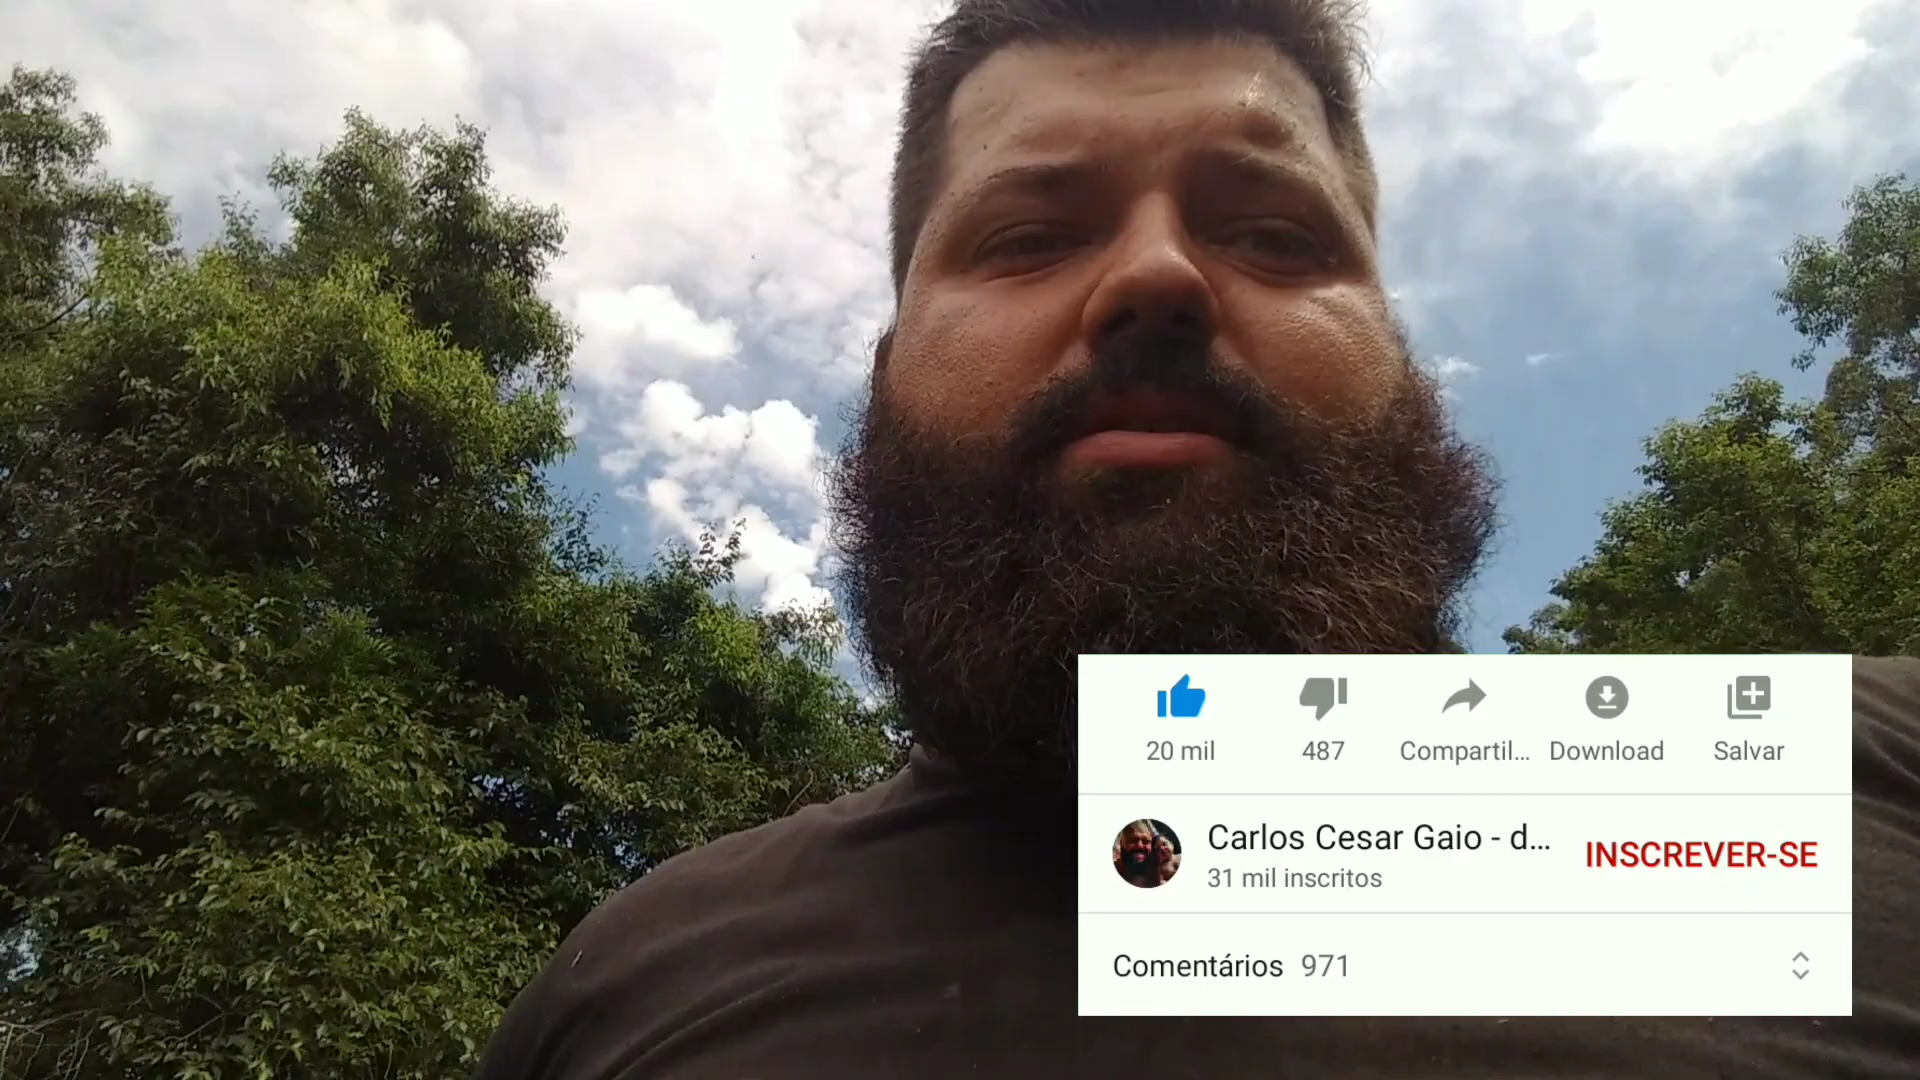 20 mil
487
Compartil...
Download
Salvar
Carlos Cesar Gaio - d...
INSCREVER-SE
31 mil inscritos
Comentários 971